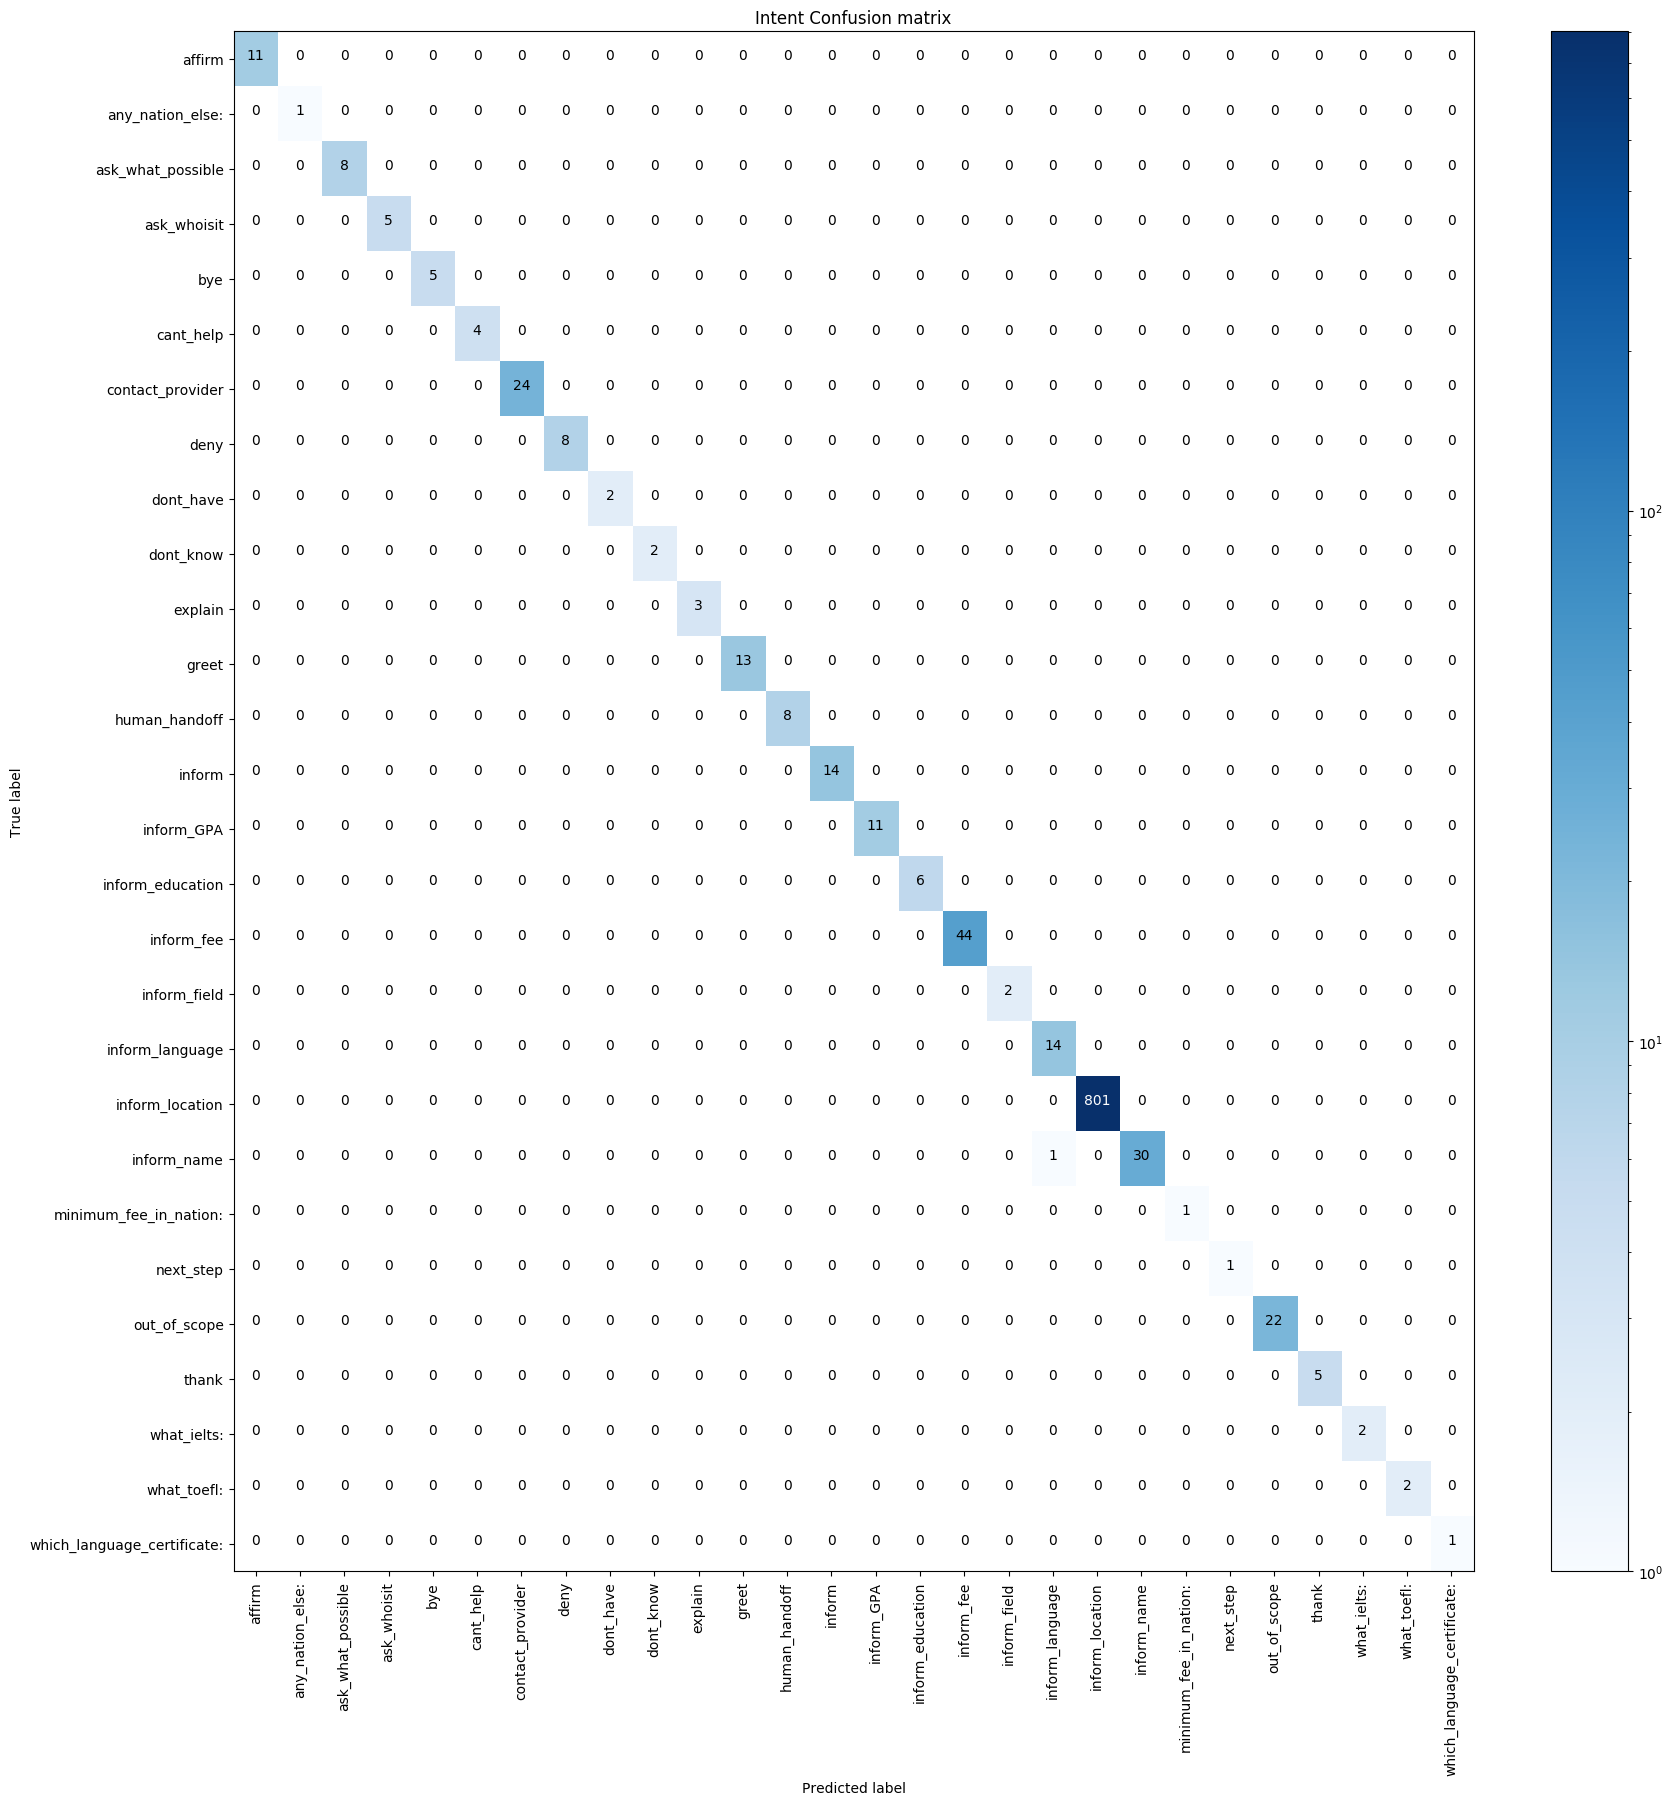 Intent Confusion matrix
affirm 11 0 0 0 0 0 0 0 0 0 0 0 0 0 0 0 0 0 0 0 0 0 0 0 0 0 0 0
any_nation_else: 0 1 0 0 0 0 0 0 0 0 0 0 0 0 0 0 0 0 0 0 0 0 0 0 0 0 0 0
ask_what_possible 0 0 8 0 0 0 0 0 0 0 0 0 0 0 0 0 0 0 0 0 0 0 0 0 0 0 0 0
ask_whoisit 0 0 0 5 0 0 0 0 0 0 0 0 0 0 0 0 0 0 0 0 0 0 0 0 0 0 0 0
bye 0 0 0 0 5 0 0 0 0 0 0 0 0 0 0 0 0 0 0 0 0 0 0 0 0 0 0 0
cant_help 0 0 0 0 0 4 0 0 0 0 0 0 0 0 0 0 0 0 0 0 0 0 0 0 0 0 0 0
contact_provider 0 0 0 0 0 0 24 0 0 0 0 0 0 0 0 0 0 0 0 0 0 0 0 0 0 0 0 0
deny 0 0 0 0 0 0 0 8 0 0 0 0 0 0 0 0 0 0 0 0 0 0 0 0 0 0 0 0
dont_have 0 0 0 0 0 0 0 0 2 0 0 0 0 0 0 0 0 0 0 0 0 0 0 0 0 0 0 0
dont_know 0 0 0 0 0 0 0 0 0 2 0 0 0 0 0 0 0 0 0 0 0 0 0 0 0 0 0 0
explain 0 0 0 0 0 0 0 0 0 0 3 0 0 0 0 0 0 0 0 0 0 0 0 0 0 0 0 0
greet 0 0 0 0 0 0 0 0 0 0 0 13 0 0 0 0 0 0 0 0 0 0 0 0 0 0 0 0
human_handoff 0 0 0 0 0 0 0 0 0 0 0 0 8 0 0 0 0 0 0 0 0 0 0 0 0 0 0 0
inform 0 0 0 0 0 0 0 0 0 0 0 0 0 14 0 0 0 0 0 0 0 0 0 0 0 0 0 0
inform_GPA 0 0 0 0 0 0 0 0 0 0 0 0 0 0 11 0 0 0 0 0 0 0 0 0 0 0 0 0
inform_education 0 0 0 0 0 0 0 0 0 0 0 0 0 0 0 6 0 0 0 0 0 0 0 0 0 0 0 0
inform_fee 0 0 0 0 0 0 0 0 0 0 0 0 0 0 0 0 44 0 0 0 0 0 0 0 0 0 0 0
inform_field 0 0 0 0 0 0 0 0 0 0 0 0 0 0 0 0 0 2 0 0 0 0 0 0 0 0 0 0
inform_language 0 0 0 0 0 0 0 0 0 0 0 0 0 0 0 0 0 0 14 0 0 0 0 0 0 0 0 0
inform_location 0 0 0 0 0 0 0 0 0 0 0 0 0 0 0 0 0 0 0 801 0 0 0 0 0 0 0 0
inform_name 0 0 0 0 0 0 0 0 0 0 0 0 0 0 0 0 0 0 1 0 30 0 0 0 0 0 0 0
minimum_fee_in_nation: 0 0 0 0 0 0 0 0 0 0 0 0 0 0 0 0 0 0 0 0 0 1 0 0 0 0 0 0
next_step 0 0 0 0 0 0 0 0 0 0 0 0 0 0 0 0 0 0 0 0 0 0 1 0 0 0 0 0
out_of_scope 0 0 0 0 0 0 0 0 0 0 0 0 0 0 0 0 0 0 0 0 0 0 0 22 0 0 0 0
thank 0 0 0 0 0 0 0 0 0 0 0 0 0 0 0 0 0 0 0 0 0 0 0 0 5 0 0 0
what_ielts: 0 0 0 0 0 0 0 0 0 0 0 0 0 0 0 0 0 0 0 0 0 0 0 0 0 2 0 0
what_toefl: 0 0 0 0 0 0 0 0 0 0 0 0 0 0 0 0 0 0 0 0 0 0 0 0 0 0 2 0
which_language_certificate: 0 0 0 0 0 0 0 0 0 0 0 0 0 0 0 0 0 0 0 0 0 0 0 0 0 0 0 1
True label
affirm
any_nation_else:
ask_what_possible
ask_whoisit
bye
cant_help
contact_provider
deny
dont_have
dont_know
explain
greet
human_handoff
inform
inform_GPA
inform_education
inform_fee
inform_field
inform_language
inform_location
inform_name
minimum_fee_in_nation:
next_step
out_of_scope
thank
what_ielts:
what_toefl:
which_language_certificate:
Predicted label
10²
10¹
10⁰